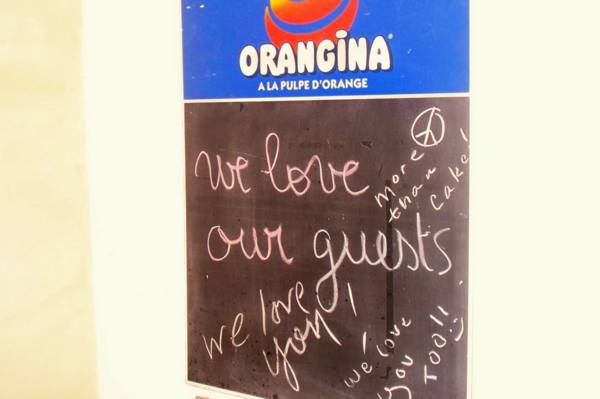 ORANGINA
A LA PULPE D'ORANGE
we love
our guests
more
than
cake!
we love
you!
we love
you
TOO!!